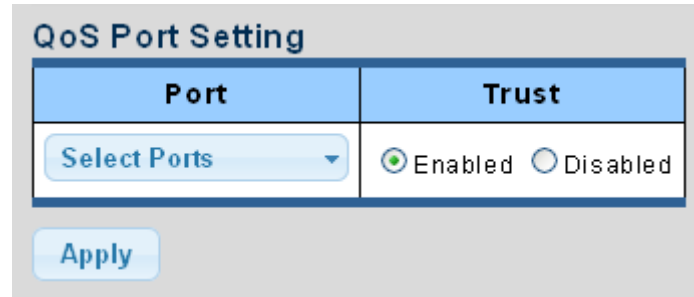 QoS Port Setting
Port Trust
Select Ports Enabled Disabled
Apply